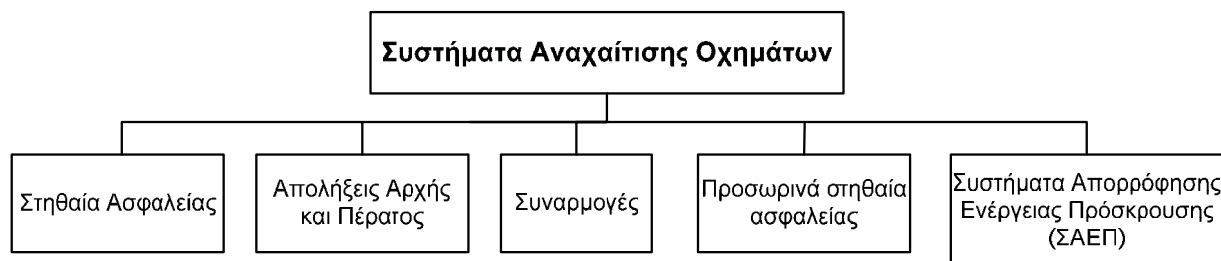 Συστήματα Αναχαίτισης Οχημάτων
Στηθαία Ασφαλείας
Απολήξεις Αρχής
και Πέρατος
Συναρμογές
Προσωρινά στηθαία
ασφαλείας
Συστήματα Απορρόφησης
Ενέργειας Πρόσκρουσης
(ΣΑΕΠ)